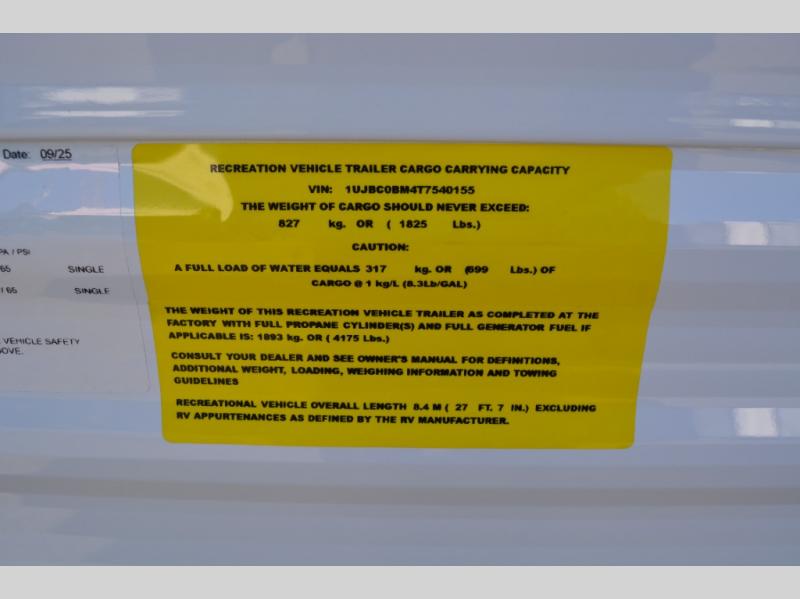 Date: 09/25
PA / PSI
65 SINGLE
/ 65 SINGLE
VEHICLE SAFETY
OVE.
RECREATION VEHICLE TRAILER CARGO CARRYING CAPACITY
VIN: 1UJBC0BM4T7540155
THE WEIGHT OF CARGO SHOULD NEVER EXCEED:
827 kg. OR ( 1825 Lbs.)
CAUTION:
A FULL LOAD OF WATER EQUALS 317 kg. OR (699 Lbs.) OF
CARGO @ 1 kg/L (8.3Lb/GAL)
THE WEIGHT OF THIS RECREATION VEHICLE TRAILER AS COMPLETED AT THE
FACTORY WITH FULL PROPANE CYLINDER(S) AND FULL GENERATOR FUEL IF
APPLICABLE IS: 1893 kg. OR ( 4175 Lbs.)
CONSULT YOUR DEALER AND SEE OWNER'S MANUAL FOR DEFINITIONS,
ADDITIONAL WEIGHT, LOADING, WEIGHING INFORMATION AND TOWING
GUIDELINES
RECREATIONAL VEHICLE OVERALL LENGTH 8.4 M ( 27 FT. 7 IN.) EXCLUDING
RV APPURTENANCES AS DEFINED BY THE RV MANUFACTURER.